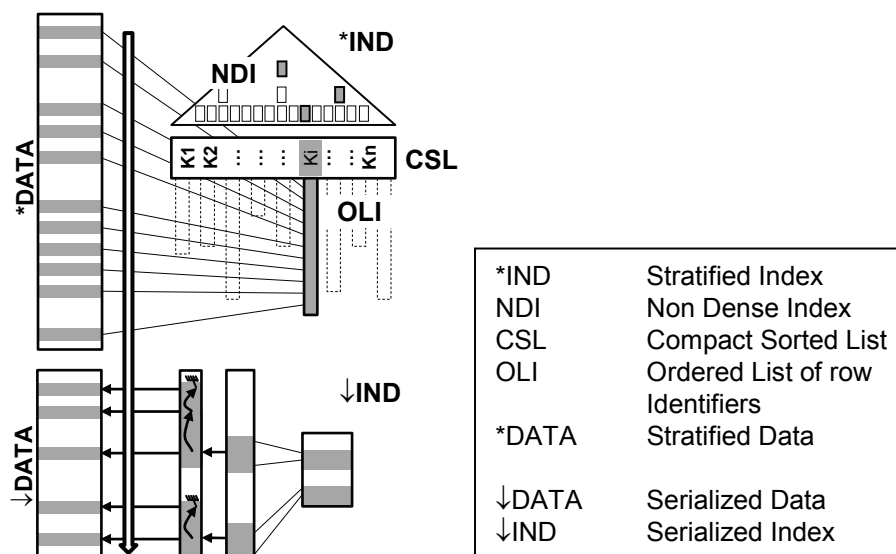 *IND
NDI
K1 K2 ... ... ... Ki ... ... Kn
CSL
*DATA
OLI
↓IND
↓DATA
*IND Stratified Index
NDI Non Dense Index
CSL Compact Sorted List
OLI Ordered List of row
Identifiers
*DATA Stratified Data
↓DATA Serialized Data
↓IND Serialized Index